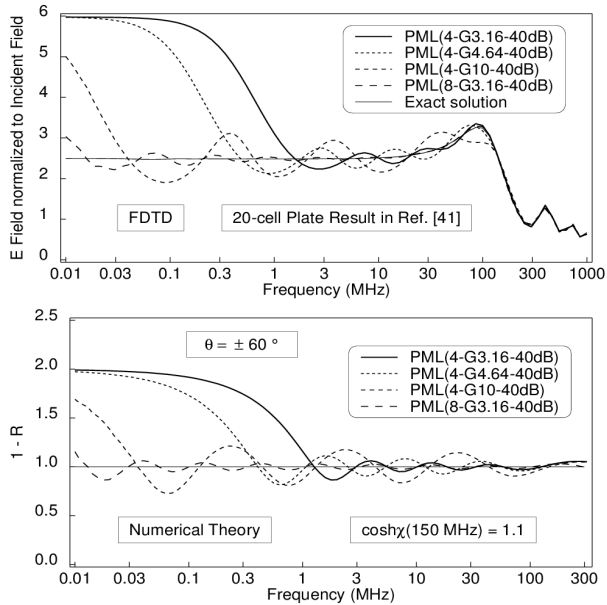 6
5
4
3
2
1
0
E Field normalized to Incident Field
PML(4-G3.16-40dB)
PML(4-G4.64-40dB)
PML(4-G10-40dB)
PML(8-G3.16-40dB)
Exact solution
FDTD
20-cell Plate Result in Ref. [41]
0.01 0.03 0.1 0.3 1 3 10 30 100 300 1000
Frequency (MHz)
2.5
2.0
1.5
1.0
0.5
0.0
1 - R
θ = ± 60 °
PML(4-G3.16-40dB)
PML(4-G4.64-40dB)
PML(4-G10-40dB)
PML(8-G3.16-40dB)
Numerical Theory
coshχ(150 MHz) = 1.1
0.01 0.03 0.1 0.3 1 3 10 30 100 300
Frequency (MHz)